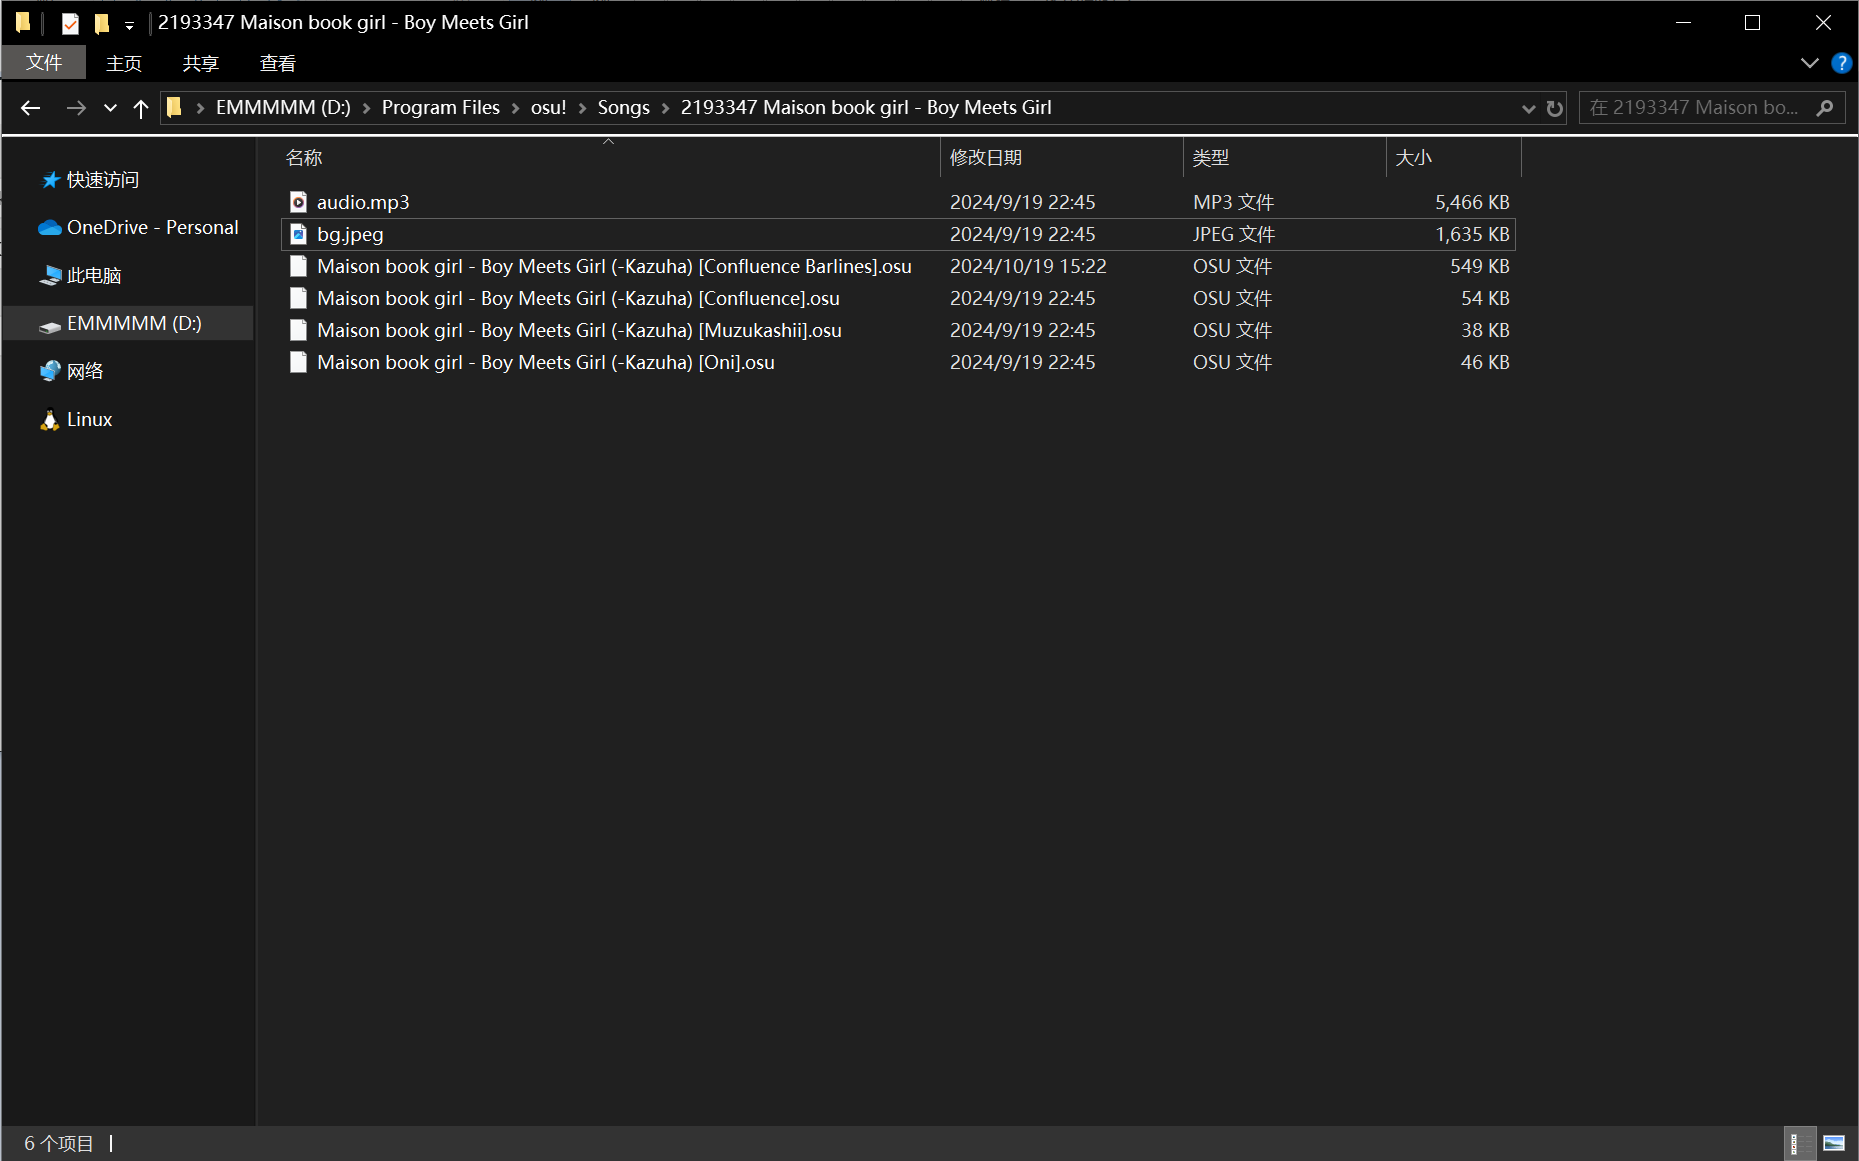 2193347 Maison book girl - Boy Meets Girl
文件 主页 共享 查看
EMMMMM (D:) Program Files osu! Songs 2193347 Maison book girl - Boy Meets Girl 在 2193347 Maison bo...
快速访问
OneDrive - Personal
此电脑
EMMMMM (D:)
网络
Linux
名称 修改日期 类型 大小
audio.mp3 2024/9/19 22:45 MP3 文件 5,466 KB
bg.jpeg 2024/9/19 22:45 JPEG 文件 1,635 KB
Maison book girl - Boy Meets Girl (-Kazuha) [Confluence Barlines].osu 2024/10/19 15:22 OSU 文件 549 KB
Maison book girl - Boy Meets Girl (-Kazuha) [Confluence].osu 2024/9/19 22:45 OSU 文件 54 KB
Maison book girl - Boy Meets Girl (-Kazuha) [Muzukashii].osu 2024/9/19 22:45 OSU 文件 38 KB
Maison book girl - Boy Meets Girl (-Kazuha) [Oni].osu 2024/9/19 22:45 OSU 文件 46 KB
6 个项目